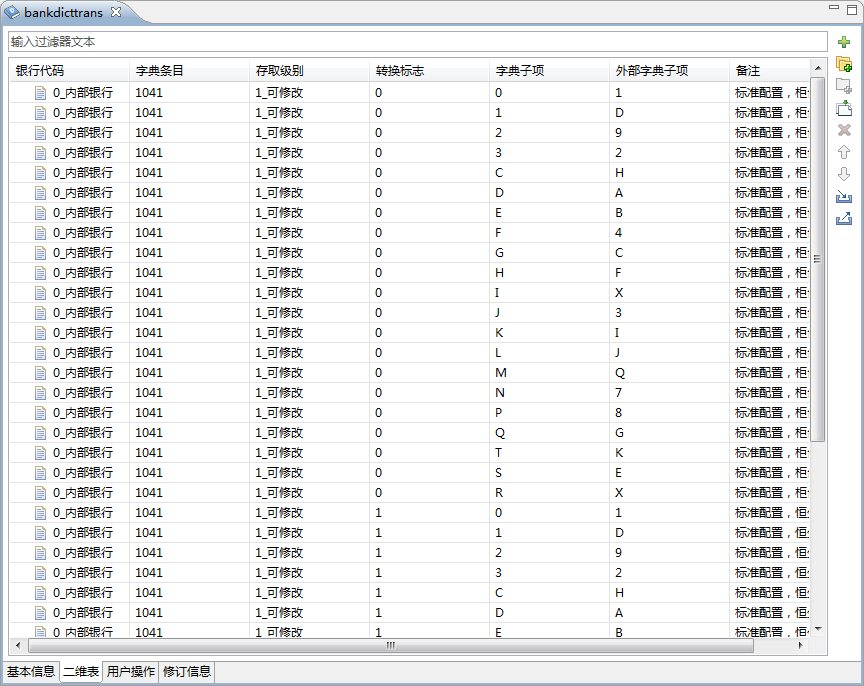 bankdicttrans
输入过滤器文本
银行代码 字典条目 存取级别 转换标志 字典子项 外部字典子项 备注
0_内部银行 1041 1_可修改 0 0 1 标准配置，柜
0_内部银行 1041 1_可修改 0 1 D 标准配置，柜
0_内部银行 1041 1_可修改 0 2 9 标准配置，柜
0_内部银行 1041 1_可修改 0 3 2 标准配置，柜
0_内部银行 1041 1_可修改 0 C H 标准配置，柜
0_内部银行 1041 1_可修改 0 D A 标准配置，柜
0_内部银行 1041 1_可修改 0 E B 标准配置，柜
0_内部银行 1041 1_可修改 0 F 4 标准配置，柜
0_内部银行 1041 1_可修改 0 G C 标准配置，柜
0_内部银行 1041 1_可修改 0 H F 标准配置，柜
0_内部银行 1041 1_可修改 0 I X 标准配置，柜
0_内部银行 1041 1_可修改 0 J 3 标准配置，柜
0_内部银行 1041 1_可修改 0 K I 标准配置，柜
0_内部银行 1041 1_可修改 0 L J 标准配置，柜
0_内部银行 1041 1_可修改 0 M Q 标准配置，柜
0_内部银行 1041 1_可修改 0 N 7 标准配置，柜
0_内部银行 1041 1_可修改 0 P 8 标准配置，柜
0_内部银行 1041 1_可修改 0 Q G 标准配置，柜
0_内部银行 1041 1_可修改 0 T K 标准配置，柜
0_内部银行 1041 1_可修改 0 S E 标准配置，柜
0_内部银行 1041 1_可修改 0 R X 标准配置，柜
0_内部银行 1041 1_可修改 1 0 1 标准配置，恒
0_内部银行 1041 1_可修改 1 1 D 标准配置，恒
0_内部银行 1041 1_可修改 1 2 9 标准配置，恒
0_内部银行 1041 1_可修改 1 3 2 标准配置，恒
0_内部银行 1041 1_可修改 1 C H 标准配置，恒
0_内部银行 1041 1_可修改 1 D A 标准配置，恒
0_内部银行 1041 1_可修改 1 E B 标准配置，恒
基本信息 二维表 用户操作 修订信息